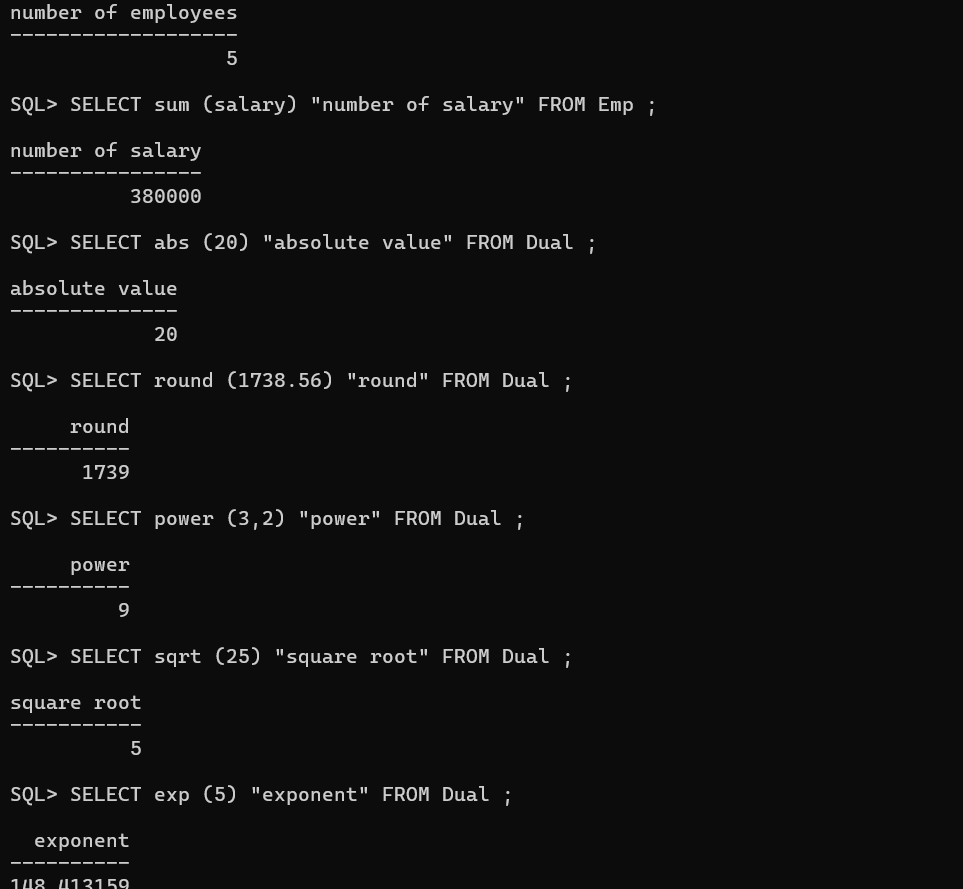 number of employees
-------------------
5
SQL> SELECT sum (salary) "number of salary" FROM Emp ;
number of salary
----------------
380000
SQL> SELECT abs (20) "absolute value" FROM Dual ;
absolute value
--------------
20
SQL> SELECT round (1738.56) "round" FROM Dual ;
round
----------
1739
SQL> SELECT power (3,2) "power" FROM Dual ;
power
----------
9
SQL> SELECT sqrt (25) "square root" FROM Dual ;
square root
-----------
5
SQL> SELECT exp (5) "exponent" FROM Dual ;
exponent
----------
148.413159